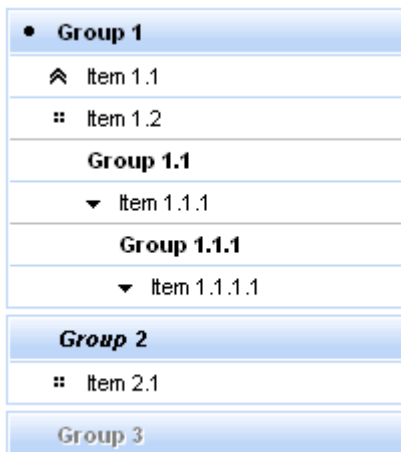 Group 1
Item 1.1
Item 1.2
Group 1.1
Item 1.1.1
Group 1.1.1
Item 1.1.1.1
Group 2
Item 2.1
Group 3